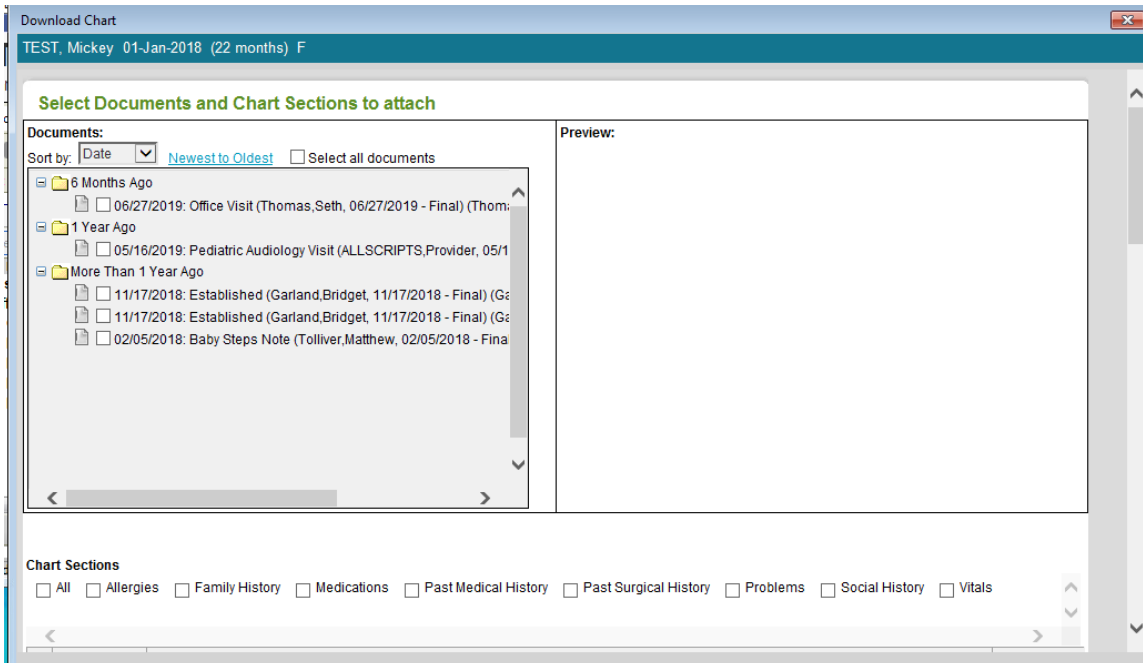 Download Chart
TEST, Mickey 01-Jan-2018 (22 months) F
Select Documents and Chart Sections to attach
Documents:
Sort by: Date Newest to Oldest Select all documents
6 Months Ago
06/27/2019: Office Visit (Thomas,Seth, 06/27/2019 - Final) (Thoma
1 Year Ago
05/16/2019: Pediatric Audiology Visit (ALLSCRIPTS,Provider, 05/1
More Than 1 Year Ago
11/17/2018: Established (Garland,Bridget, 11/17/2018 - Final) (Ga
11/17/2018: Established (Garland,Bridget, 11/17/2018 - Final) (Ga
02/05/2018: Baby Steps Note (Tolliver,Matthew, 02/05/2018 - Fina
Preview:
Chart Sections
All Allergies Family History Medications Past Medical History Past Surgical History Problems Social History Vitals